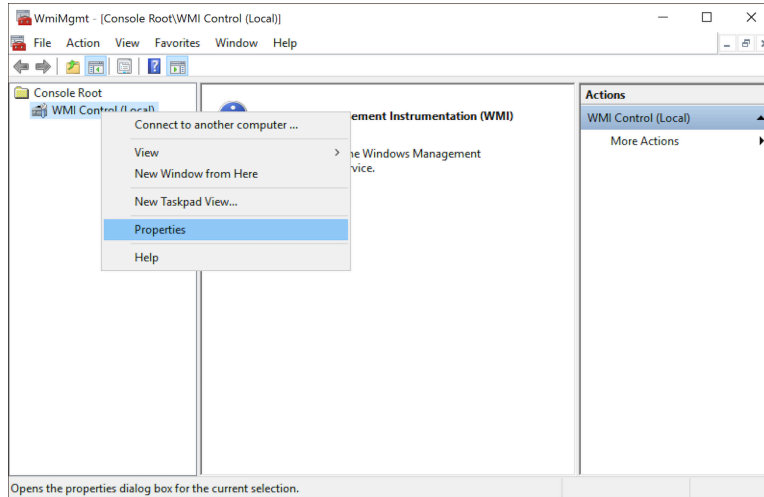 WmiMgmt - [Console Root\WMI Control (Local)]
File Action View Favorites Window Help
Console Root
WMI Control (Local)
Connect to another computer ...
View
New Window from Here
New Taskpad View...
Properties
Help
ement Instrumentation (WMI)
he Windows Management
vice.
Actions
WMI Control (Local)
More Actions
Opens the properties dialog box for the current selection.